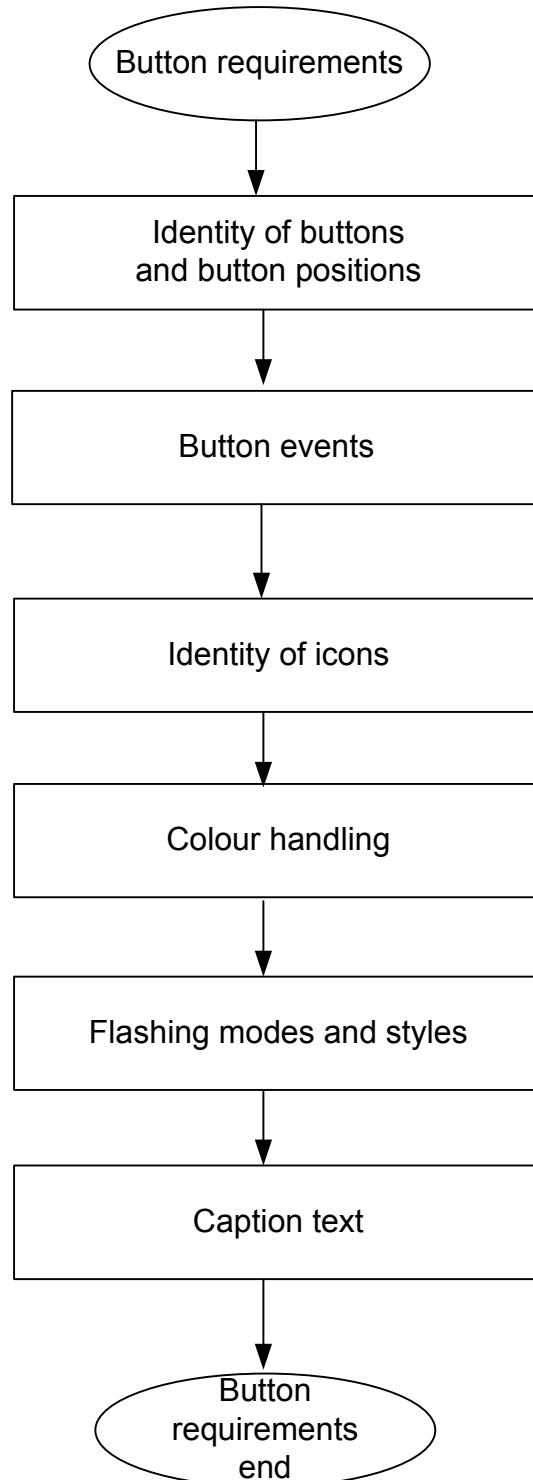 Button requirements
Identity of buttons
and button positions
Button events
Identity of icons
Colour handling
Flashing modes and styles
Caption text
Button
requirements
end